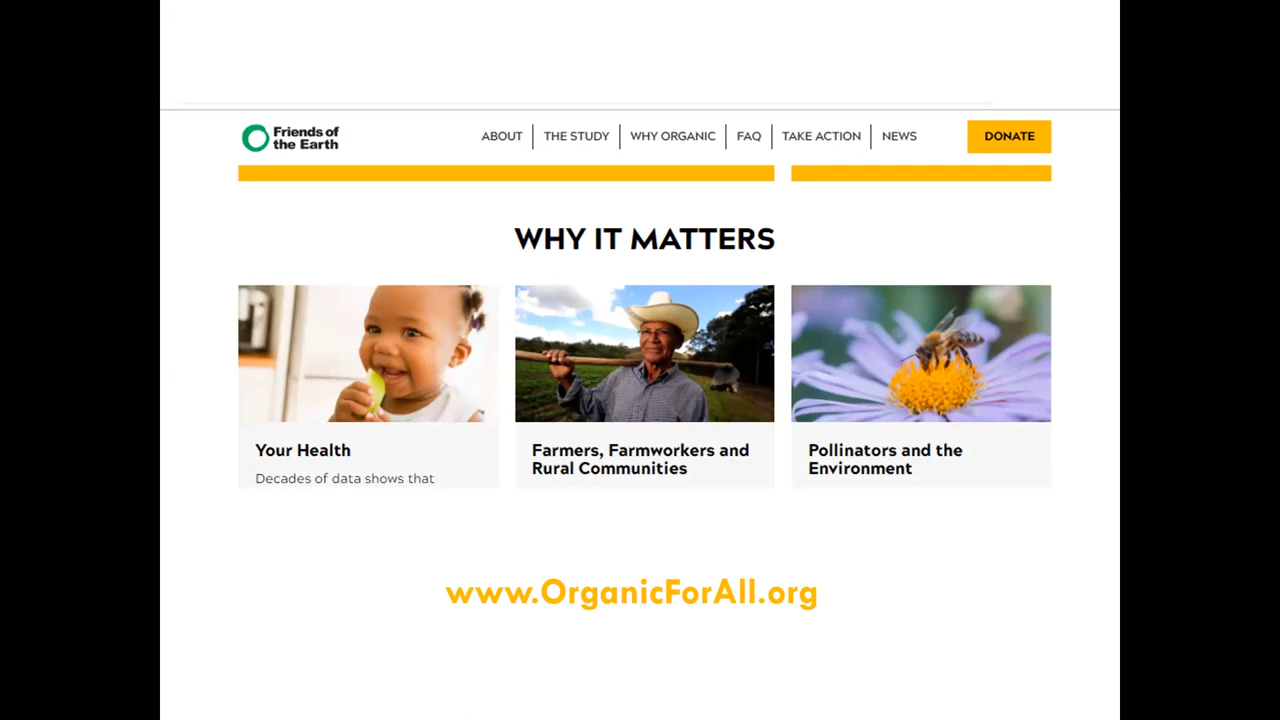 Friends of
the Earth
ABOUT
THE STUDY
WHY ORGANIC
FAQ
TAKE ACTION
NEWS
DONATE
WHY IT MATTERS
Your Health
Decades of data shows that
Farmers, Farmworkers and
Rural Communities
Pollinators and the
Environment
www.OrganicForAll.org